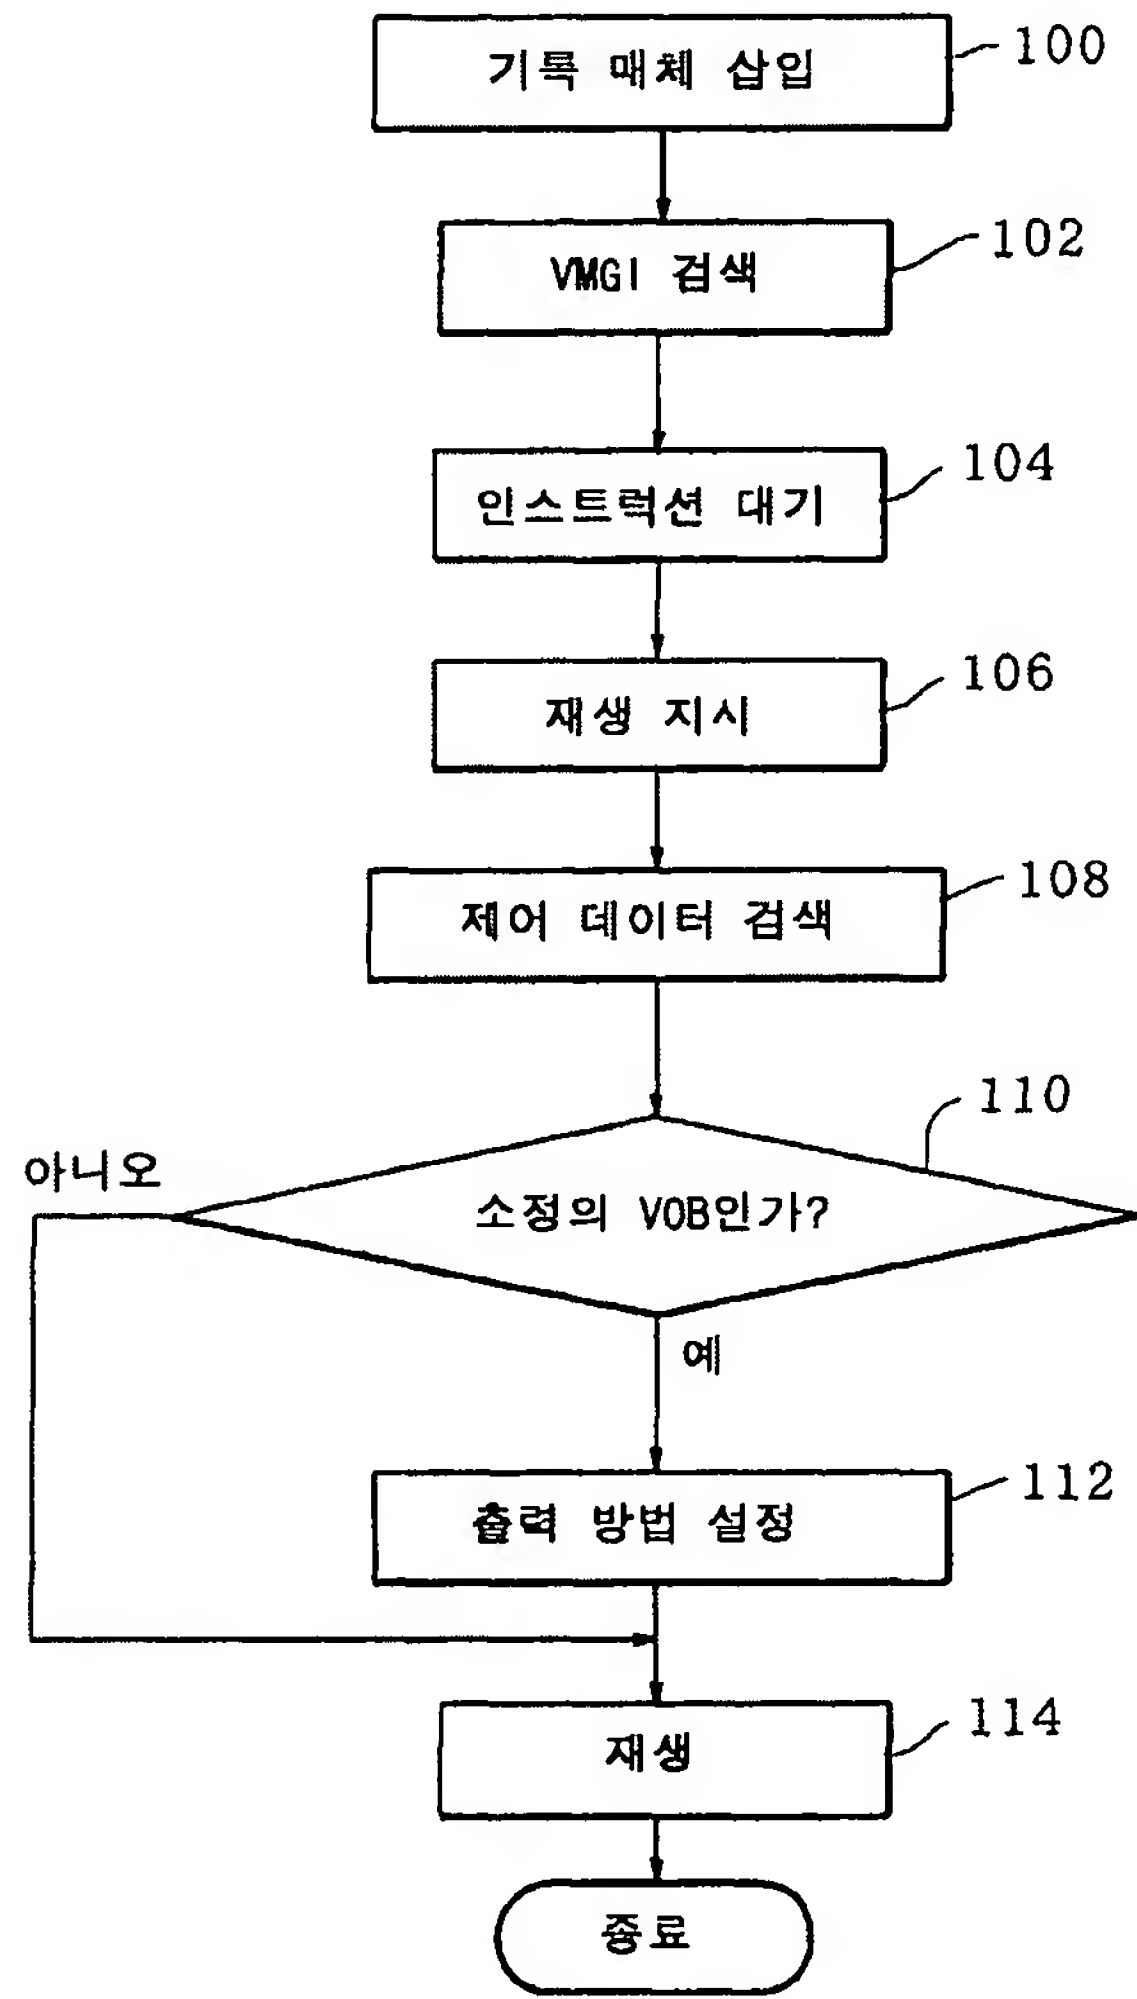 기록 매체 삽입 100
VMGI 검색 102
인스트럭션 대기 104
재생 지시 106
제어 데이터 검색 108
110
아니오
소정의 VOB인가?
예
출력 방법 설정 112
재생 114
종료